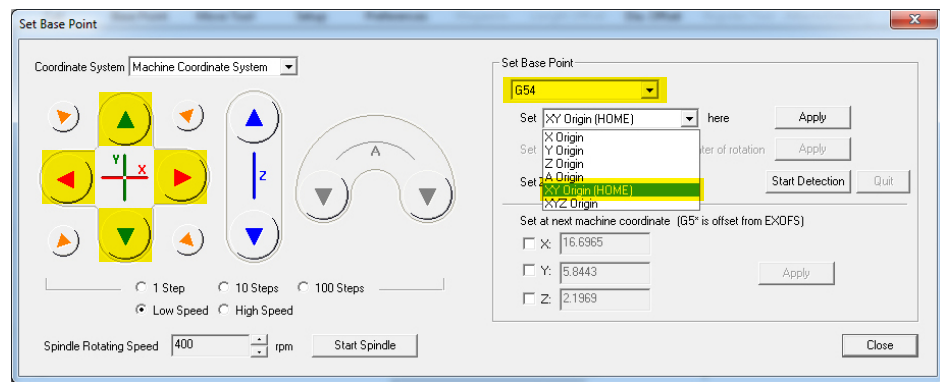 Set Base Point
Coordinate System Machine Coordinate System
Y
X
Z
A
1 Step 10 Steps 100 Steps
Low Speed High Speed
Spindle Rotating Speed 400 rpm Start Spindle
Set Base Point
G54
Set XY Origin (HOME) here Apply
X Origin
Y Origin
Set ter of rotation Apply
Z Origin
A Origin
Set Z Start Detection Quit
XY Origin (HOME)
XYZ Origin
Set at next machine coordinate (G5* is offset from EXOFS)
X: 16.6965
Y: 5.8443 Apply
Z: 2.1969
Close